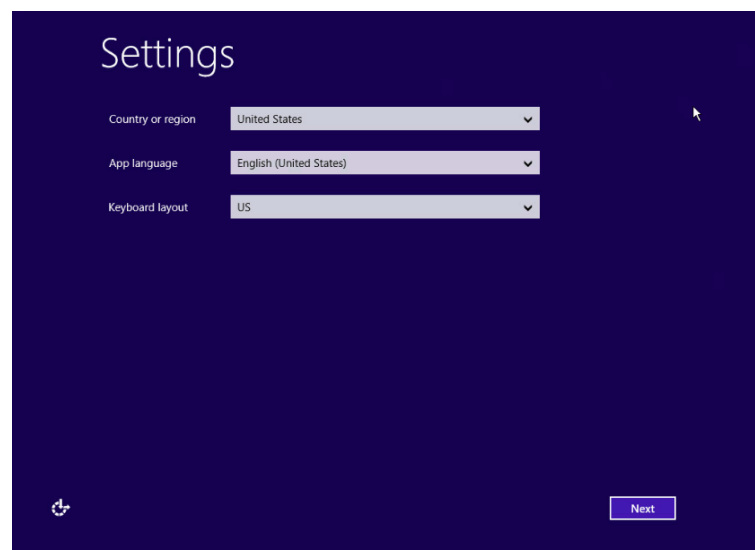 Settings
Country or region United States
App language English (United States)
Keyboard layout US
Next